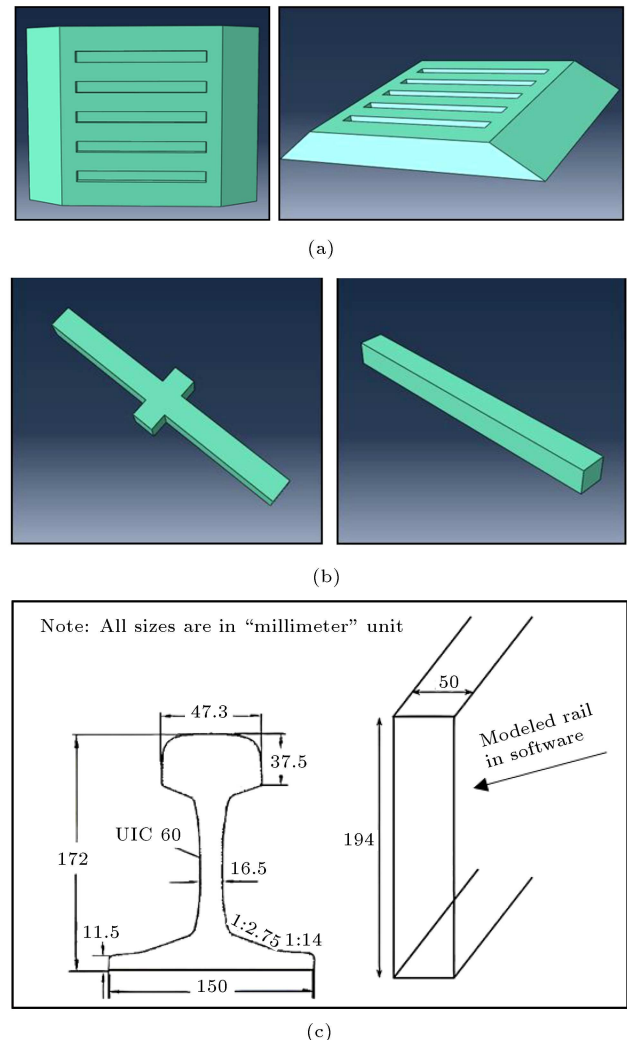 (a)
(b)
Note: All sizes are in “millimeter” unit
47.3
37.5
UIC 60
172
16.5
11.5
1:2.75
1:14
150
50
Modeled rail
in software
194
(c)